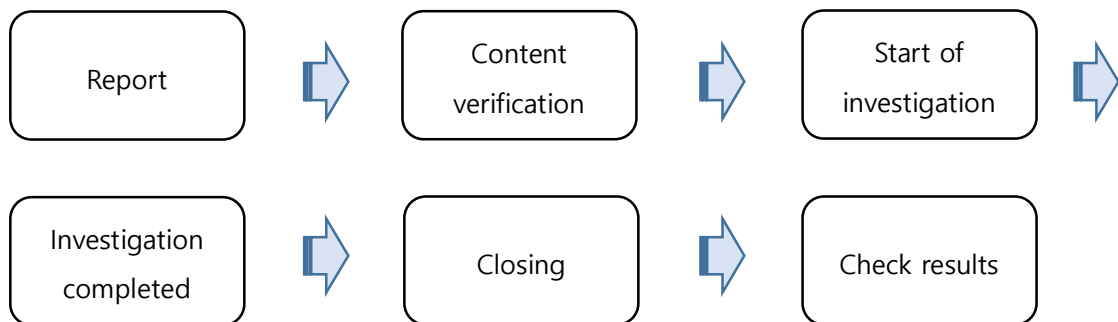 Report
Content
verification
Start of
investigation
Investigation
completed
Closing
Check results